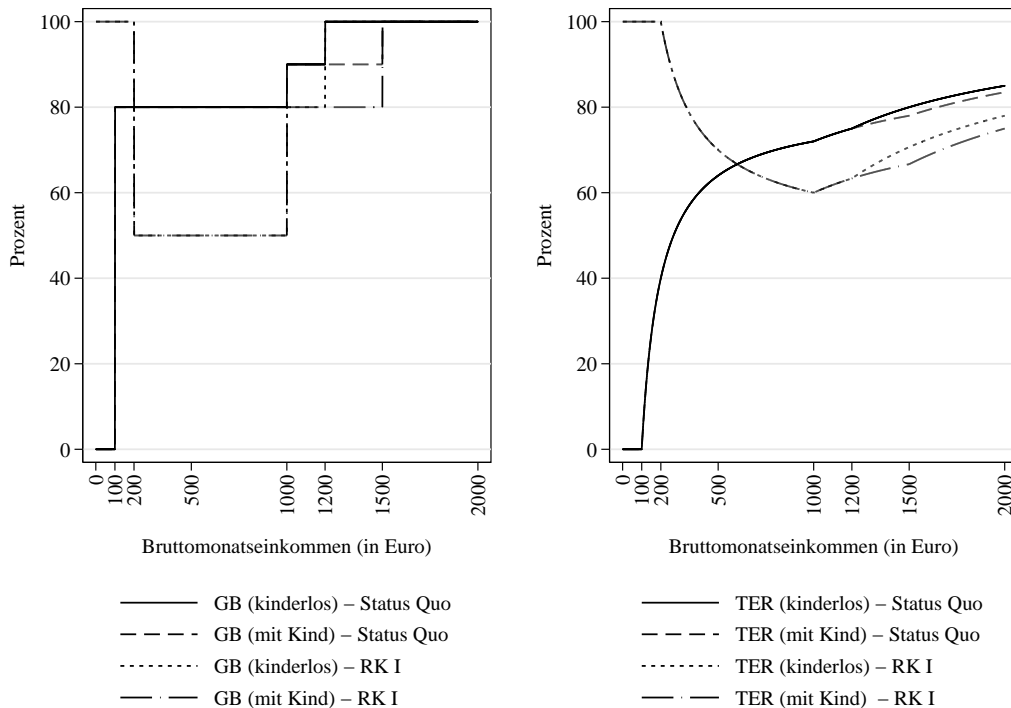 100
80
60
40
20
0
Prozent
0
100
200
500
1000
1200
1500
2000
Bruttomonatseinkommen (in Euro)
GB (kinderlos) – Status Quo
GB (mit Kind) – Status Quo
GB (kinderlos) – RK I
GB (mit Kind) – RK I
100
80
60
40
20
0
Prozent
0
100
200
500
1000
1200
1500
2000
Bruttomonatseinkommen (in Euro)
TER (kinderlos) – Status Quo
TER (mit Kind) – Status Quo
TER (kinderlos) – RK I
TER (mit Kind) – RK I